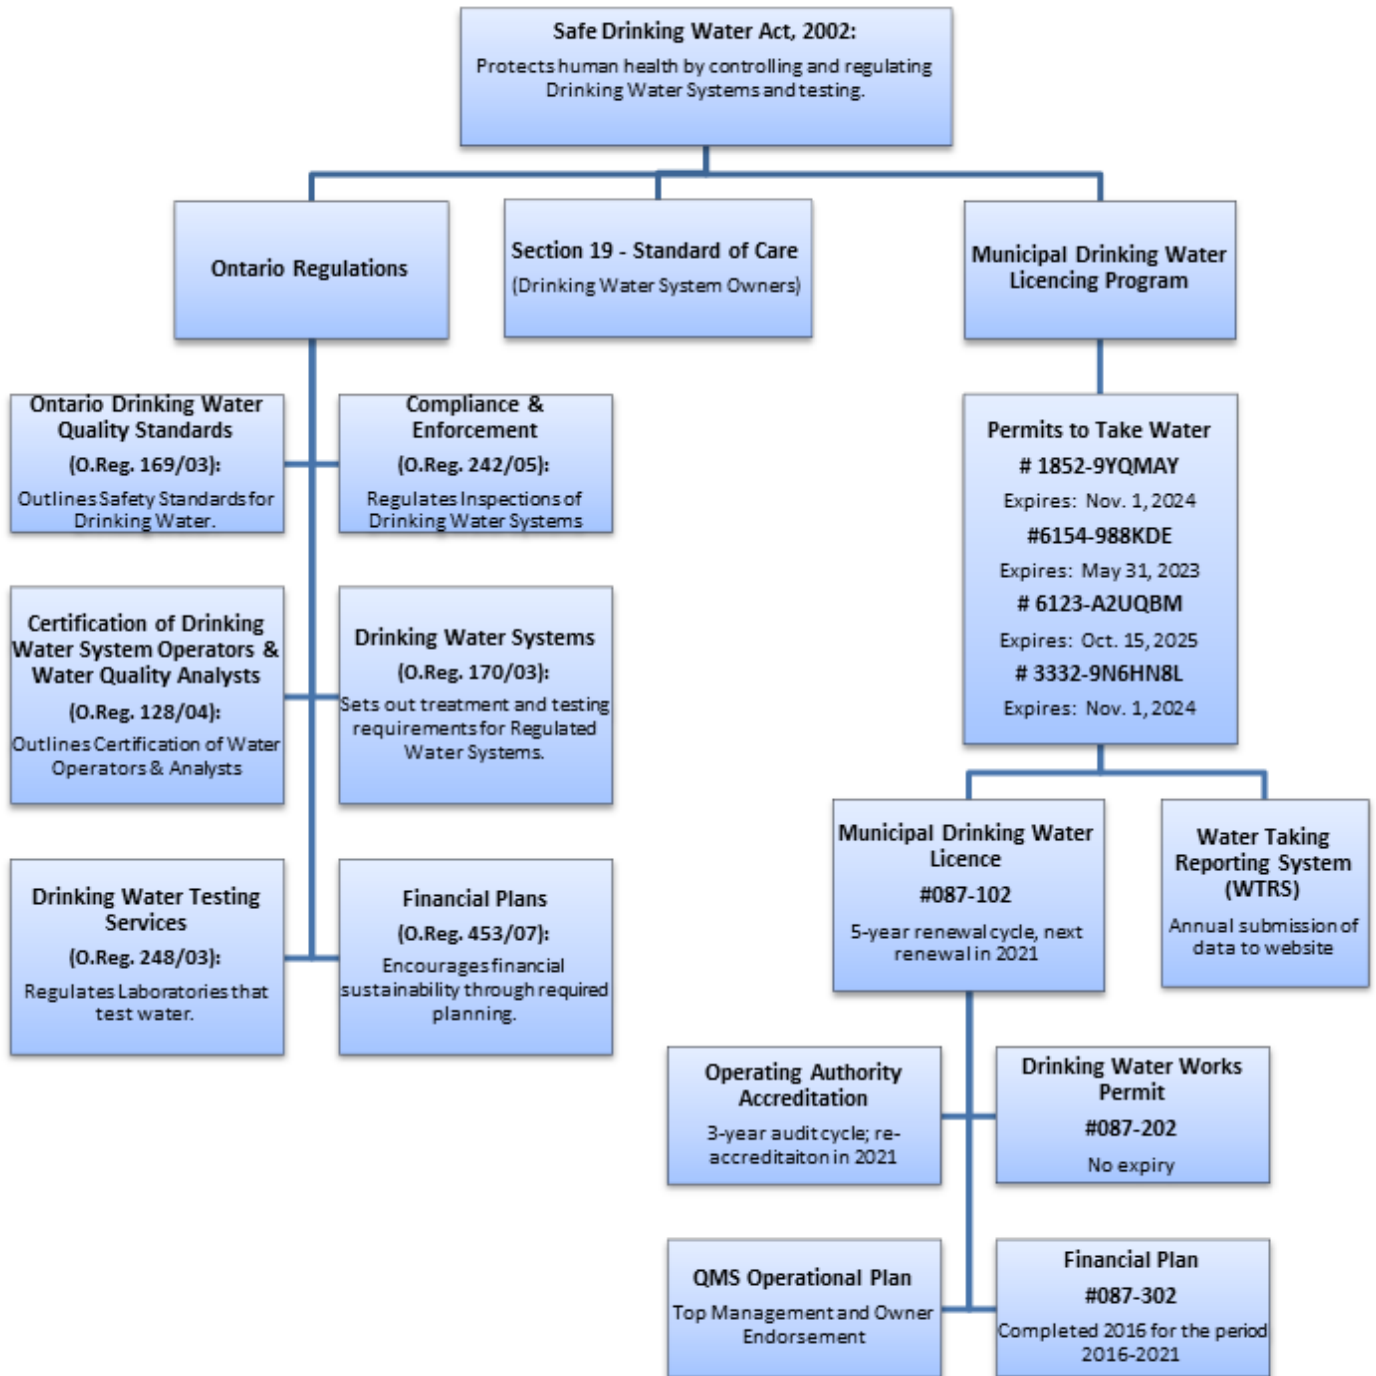 Safe Drinking Water Act, 2002:
Protects human health by controlling and regulating
Drinking Water Systems and testing.
Ontario Regulations
Section 19 - Standard of Care
(Drinking Water System Owners)
Municipal Drinking Water
Licencing Program
Ontario Drinking Water
Quality Standards
(O.Reg. 169/03):
Outlines Safety Standards for
Drinking Water.
Compliance &
Enforcement
(O.Reg. 242/05):
Regulates Inspections of
Drinking Water Systems
Certification of Drinking
Water System Operators &
Water Quality Analysts
(O.Reg. 128/04):
Outlines Certification of Water
Operators & Analysts
Drinking Water Systems
(O.Reg. 170/03):
Sets out treatment and testing
requirements for Regulated
Water Systems.
Drinking Water Testing
Services
(O.Reg. 248/03):
Regulates Laboratories that
test water.
Financial Plans
(O.Reg. 453/07):
Encourages financial
sustainability through required
planning.
Permits to Take Water
# 1852-9YQMAY
Expires: Nov. 1, 2024
#6154-988KDE
Expires: May 31, 2023
# 6123-A2UQBM
Expires: Oct. 15, 2025
# 3332-9N6HN8L
Expires: Nov. 1, 2024
Municipal Drinking Water
Licence
#087-102
5-year renewal cycle, next
renewal in 2021
Water Taking
Reporting System
(WTRS)
Annual submission of
data to website
Operating Authority
Accreditation
3-year audit cycle; re-
accreditaiton in 2021
Drinking Water Works
Permit
#087-202
No expiry
QMS Operational Plan
Top Management and Owner
Endorsement
Financial Plan
#087-302
Completed 2016 for the period
2016-2021